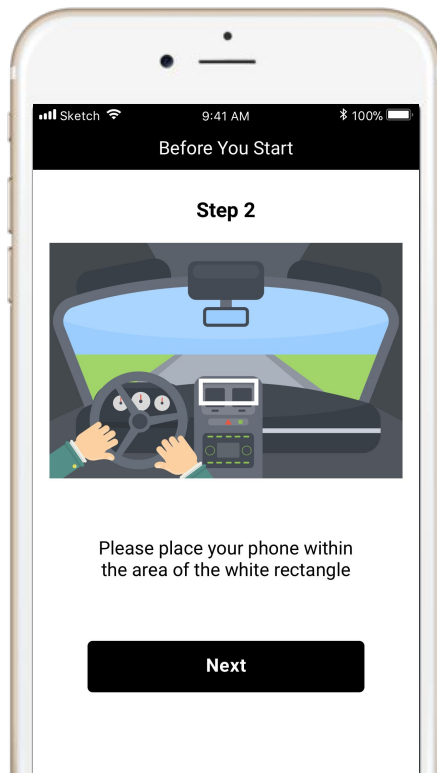 Sketch 9:41 AM 100%
Before You Start
Step 2
Please place your phone within
the area of the white rectangle
Next